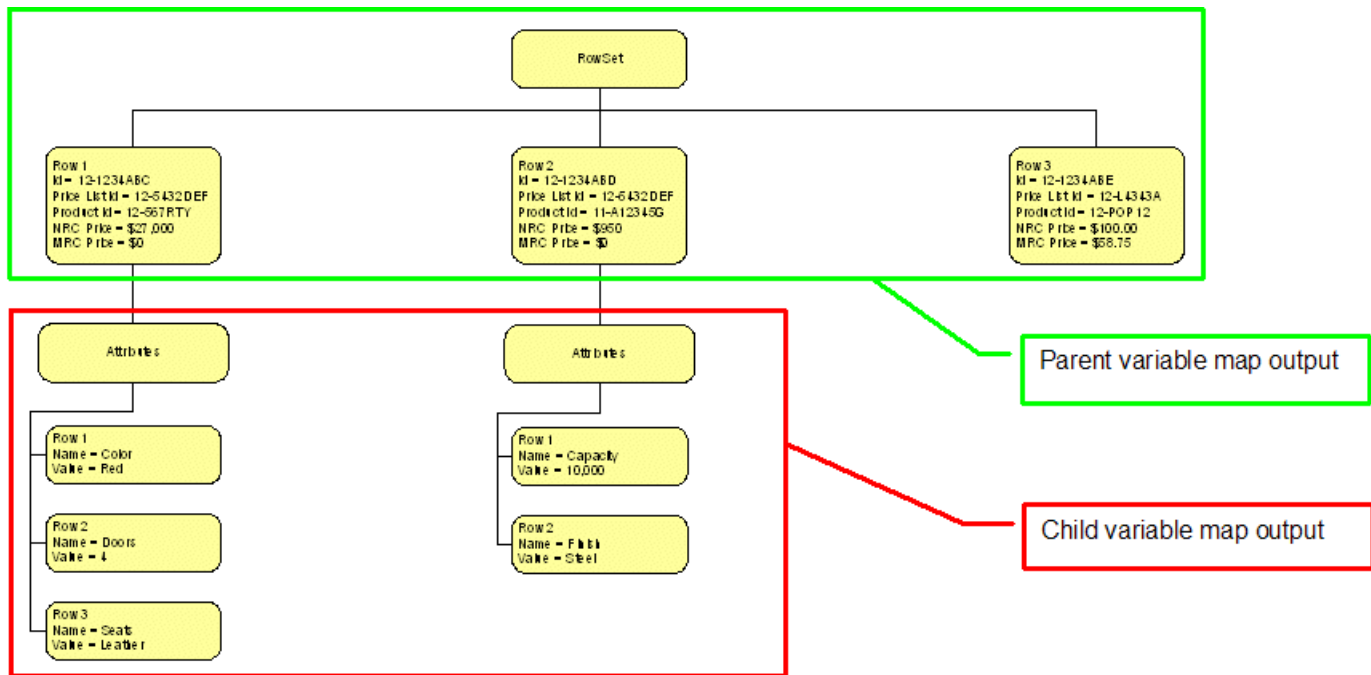 RowSet
Row 1
Id = 12-1234ABC
Price List Id = 12-5432DEF
Product Id = 12-567RTY
NRC Price = $27,000
MRC Price = $0
Row 2
Id = 12-1234ABD
Price List Id = 12-5432DEF
Product Id = 11-A12345G
NRC Price = $950
MRC Price = $0
Row 3
Id = 12-1234ABE
Price List Id = 12-L4343A
Product Id = 12-POP12
NRC Price = $100.00
MRC Price = $58.75
Attributes
Attributes
Parent variable map output
Row 1
Name = Color
Value = Red
Row 2
Name = Doors
Value = 4
Row 3
Name = Seats
Value = Leather
Row 1
Name = Capacity
Value = 10,000
Row 2
Name = Finish
Value = Steel
Child variable map output